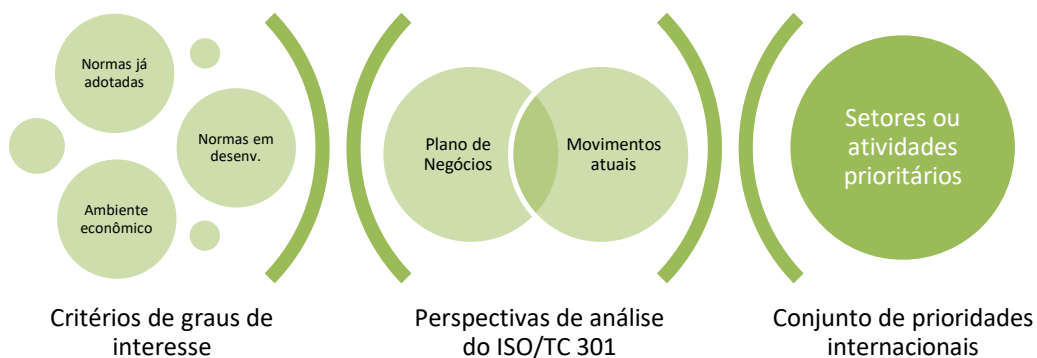 Normas já
adotadas
Normas em
desenv.
Ambiente
econômico
Critérios de graus de
interesse
Plano de
Negócios
Movimentos
atuais
Perspectivas de análise
do ISO/TC 301
Setores ou
atividades
prioritários
Conjunto de prioridades
internacionais